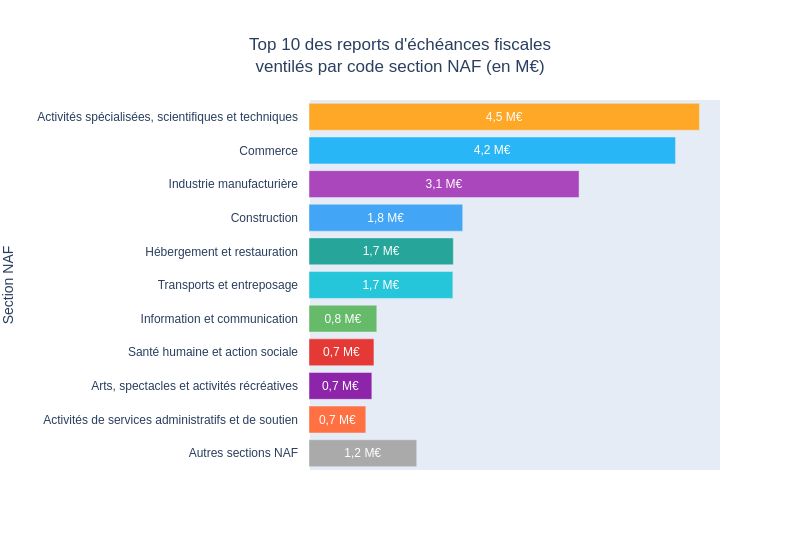 Top 10 des reports d'échéances fiscales
ventilés par code section NAF (en M€)
Section NAF
Activités spécialisées, scientifiques et techniques 4,5 M€
Commerce 4,2 M€
Industrie manufacturière 3,1 M€
Construction 1,8 M€
Hébergement et restauration 1,7 M€
Transports et entreposage 1,7 M€
Information et communication 0,8 M€
Santé humaine et action sociale 0,7 M€
Arts, spectacles et activités récréatives 0,7 M€
Activités de services administratifs et de soutien 0,7 M€
Autres sections NAF 1,2 M€